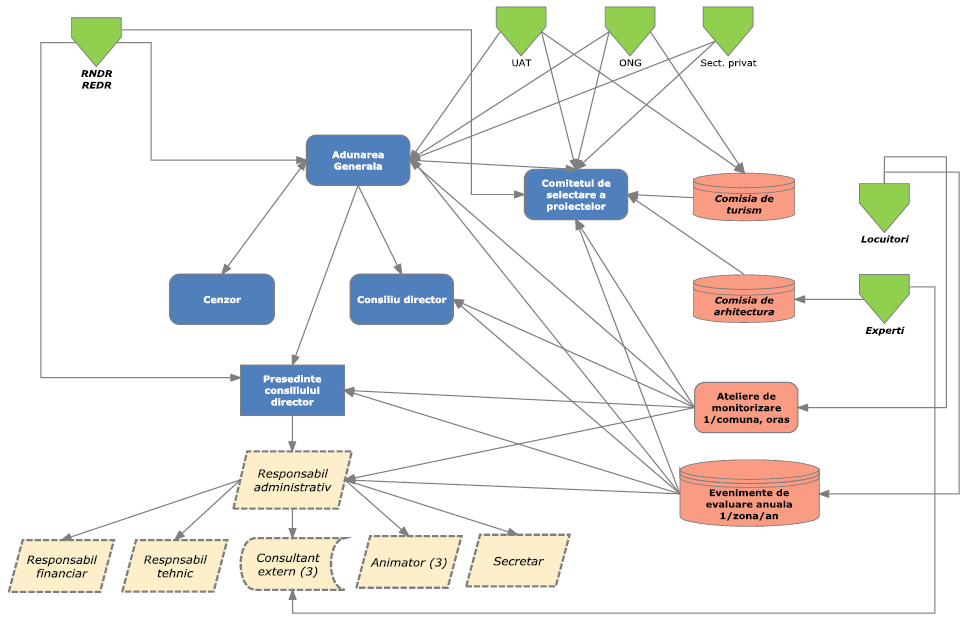 UAT
ONG
Sect. privat
RNDR
REDR
Adunarea
Generala
Comitetul de
selectare a
proiectelor
Comisia de
turism
Locuitori
Cenzor
Consiliu director
Comisia de
arhitectura
Experti
Presedinte
consiliului
director
Ateliere de
monitorizare
1/comuna, oras
Responsabil
administrativ
Evenimente de
evaluare anuala
1/zona/an
Responsabil
financiar
Respnsabil
tehnic
Consultant
extern (3)
Animator (3)
Secretar